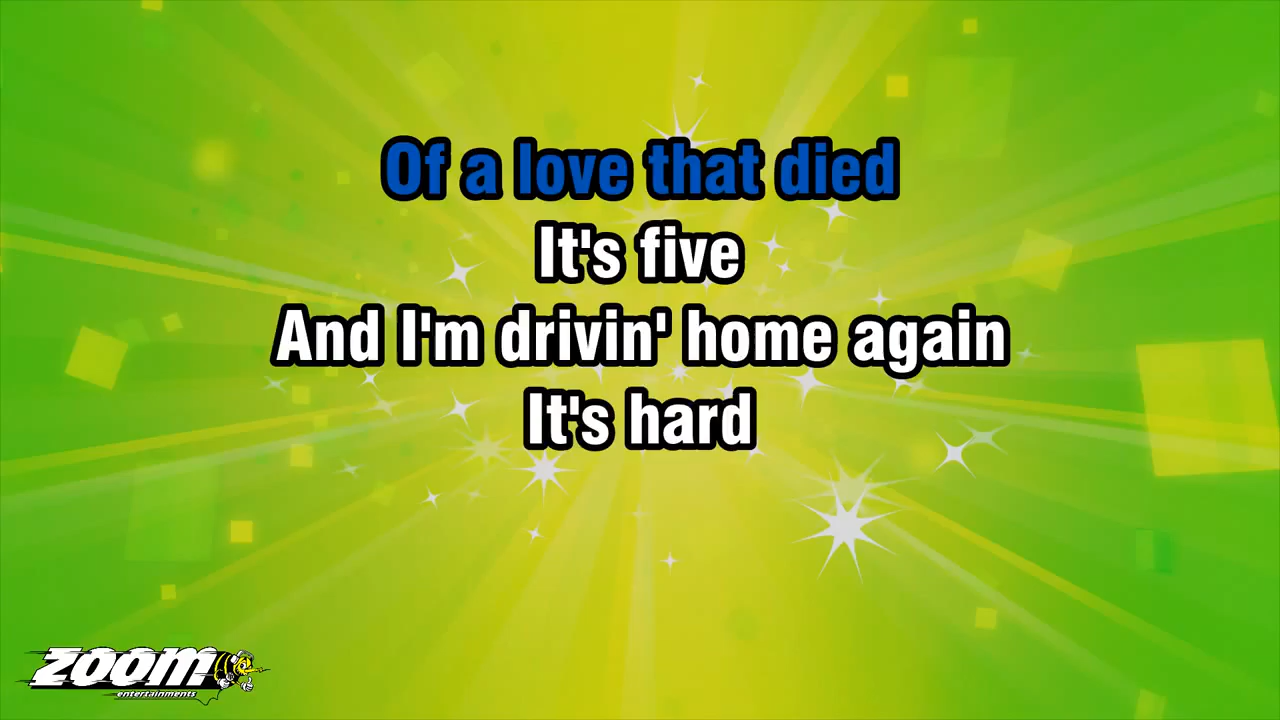 Of a love that died
It's five
And I'm drivin' home again
It's hard
ZOOM
entertainments